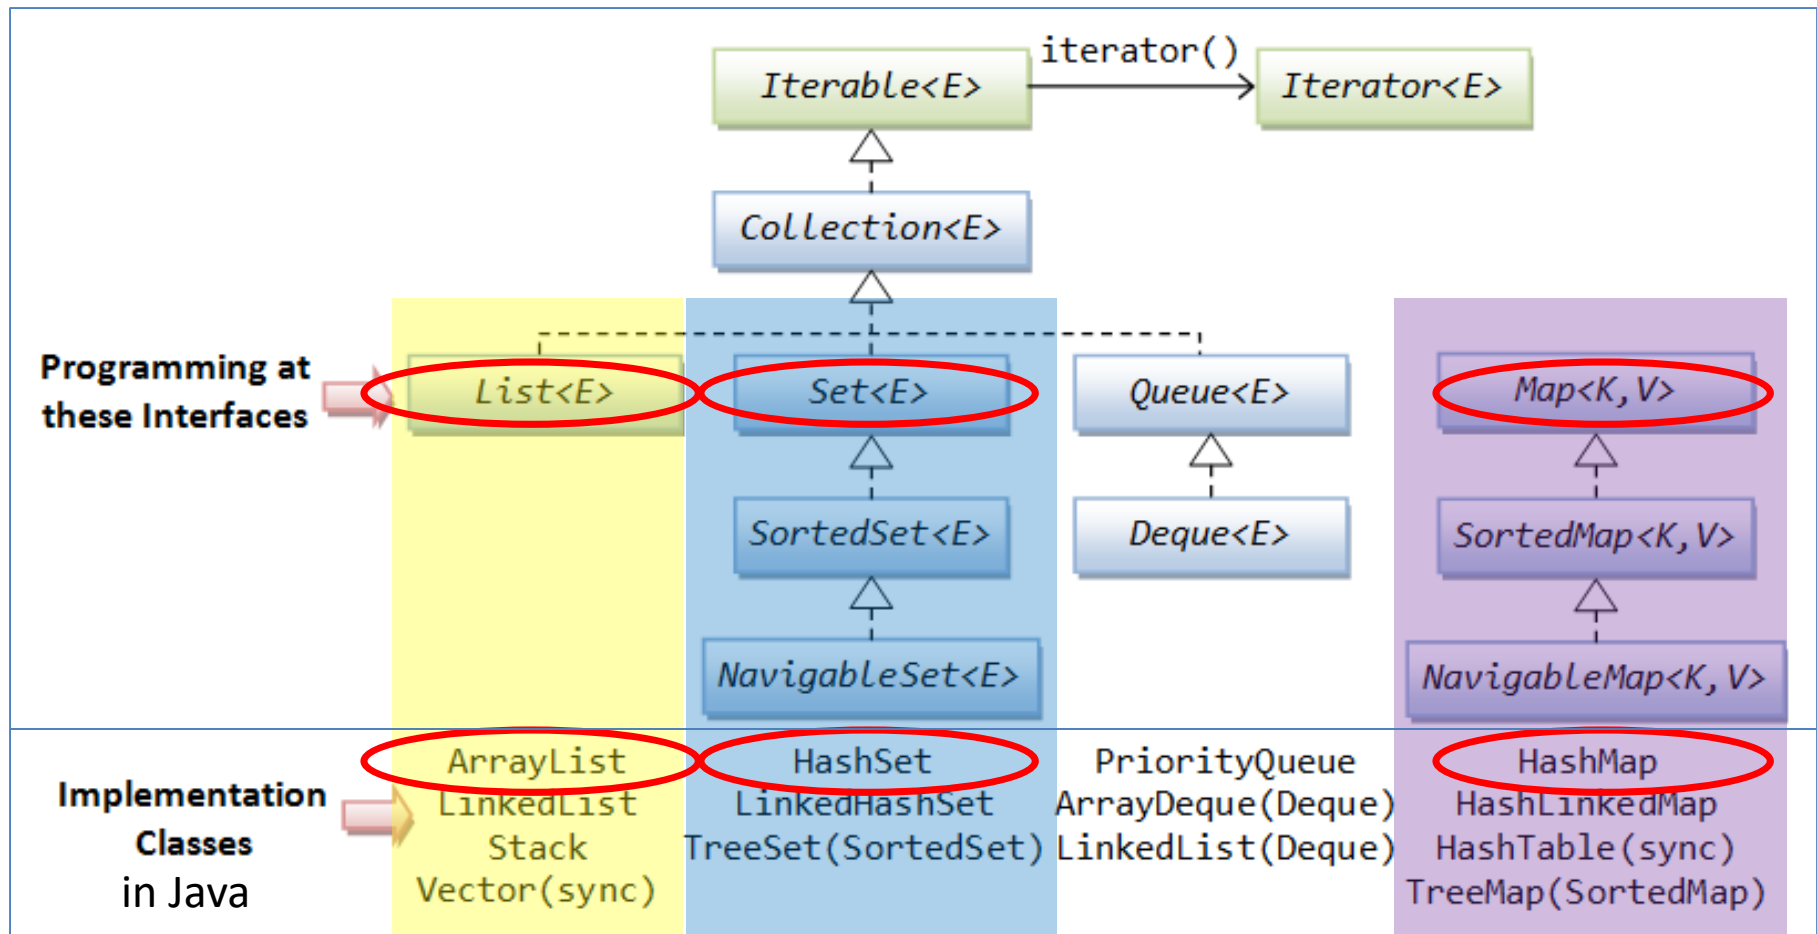 iterator()
Iterable<E>
Iterator<E>
Collection<E>
Programming at
these Interfaces
List<E>
Set<E>
Queue<E>
Map<K,V>
SortedSet<E>
Deque<E>
SortedMap<K,V>
NavigableSet<E>
NavigableMap<K,V>
Implementation
Classes
in Java
ArrayList
LinkedList
Stack
Vector(sync)
HashSet
LinkedHashSet
TreeSet(SortedSet)
PriorityQueue
ArrayDeque(Deque)
LinkedList(Deque)
HashMap
HashLinkedMap
HashTable(sync)
TreeMap(SortedMap)